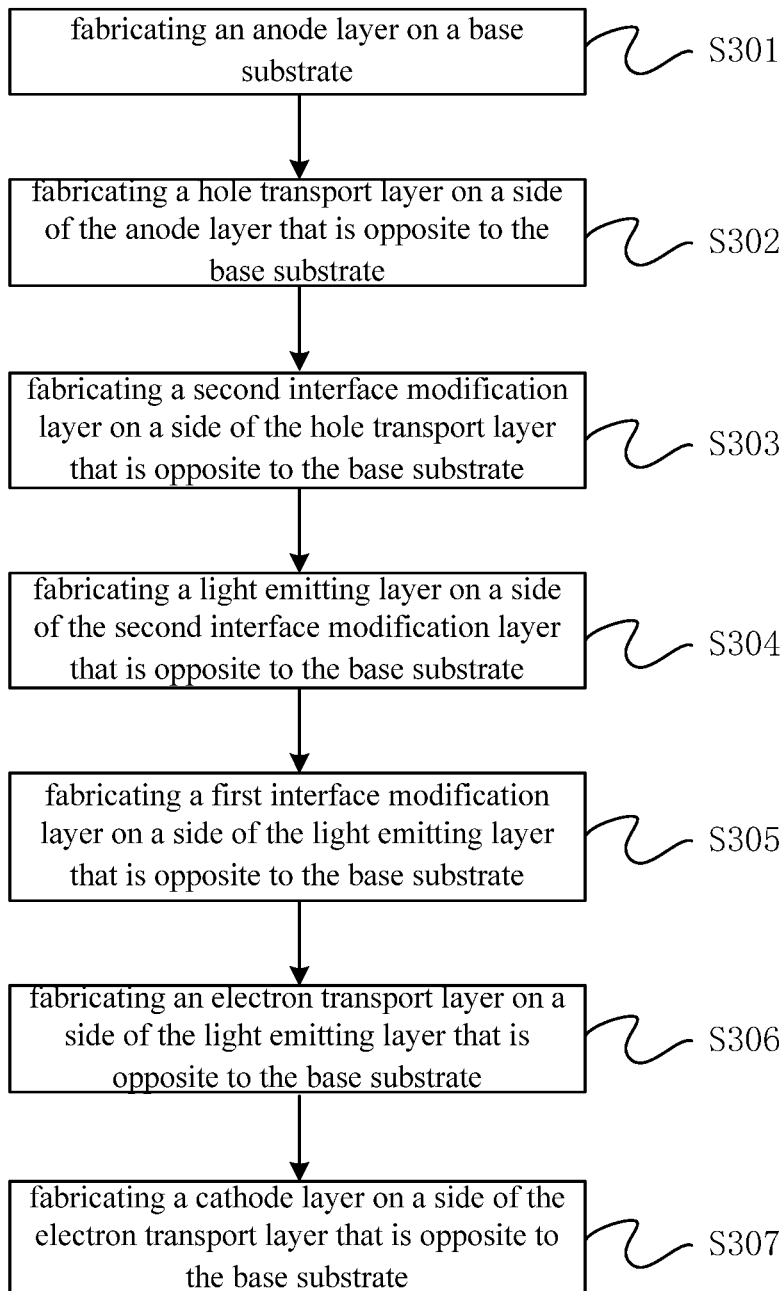 fabricating an anode layer on a base
substrate
S301
fabricating a hole transport layer on a side
of the anode layer that is opposite to the
base substrate
S302
fabricating a second interface modification
layer on a side of the hole transport layer
that is opposite to the base substrate
S303
fabricating a light emitting layer on a side
of the second interface modification layer
that is opposite to the base substrate
S304
fabricating a first interface modification
layer on a side of the light emitting layer
that is opposite to the base substrate
S305
fabricating an electron transport layer on a
side of the light emitting layer that is
opposite to the base substrate
S306
fabricating a cathode layer on a side of the
electron transport layer that is opposite to
the base substrate
S307